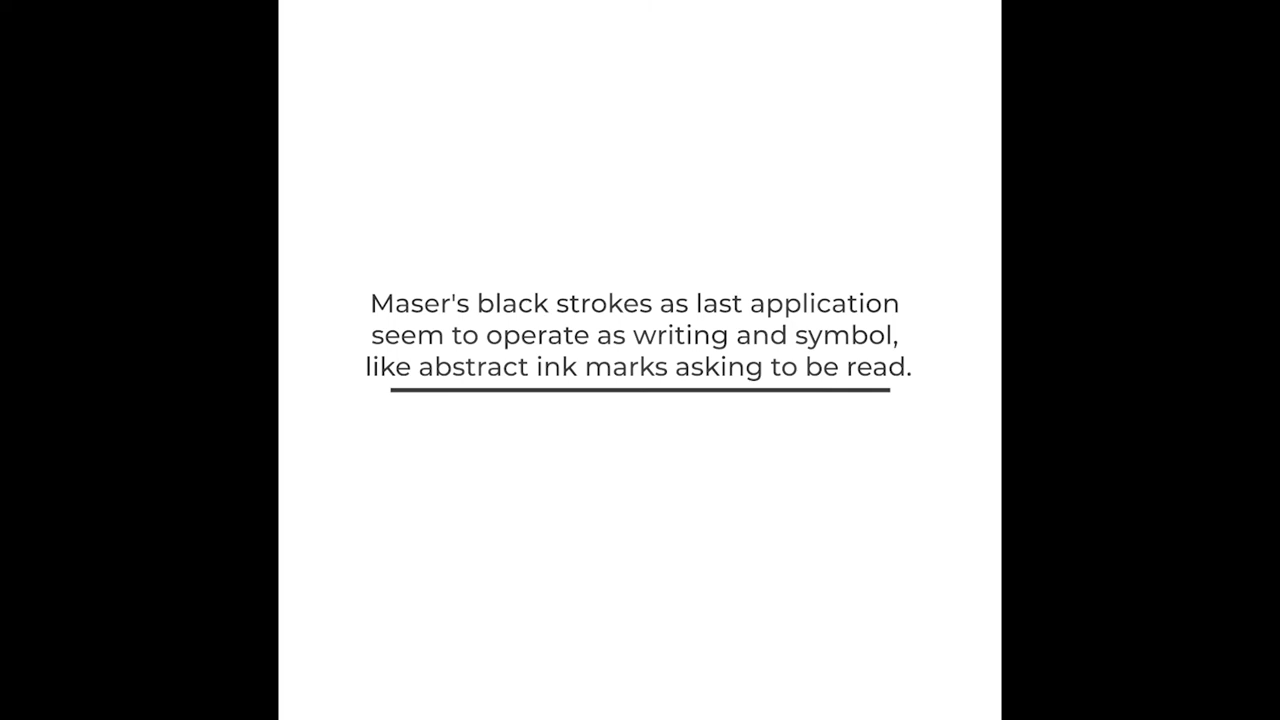 Maser's black strokes as last application
seem to operate as writing and symbol,
like abstract ink marks asking to be read.